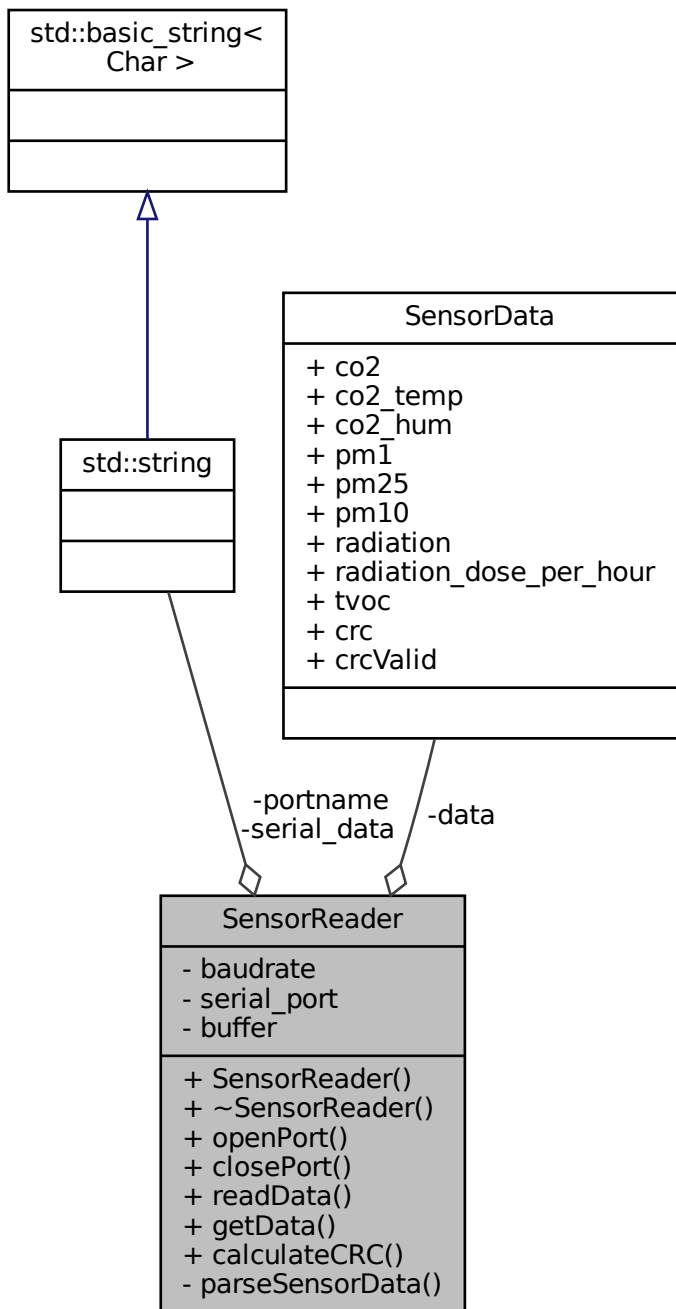 std::basic_string<
Char >
SensorData
+ co2
+ co2_temp
+ co2_hum
+ pm1
+ pm25
+ pm10
+ radiation
+ radiation_dose_per_hour
+ tvoc
+ crc
+ crcValid
std::string
-portname
-serial_data
-data
SensorReader
- baudrate
- serial_port
- buffer
+ SensorReader()
+ ~SensorReader()
+ openPort()
+ closePort()
+ readData()
+ getData()
+ calculateCRC()
- parseSensorData()